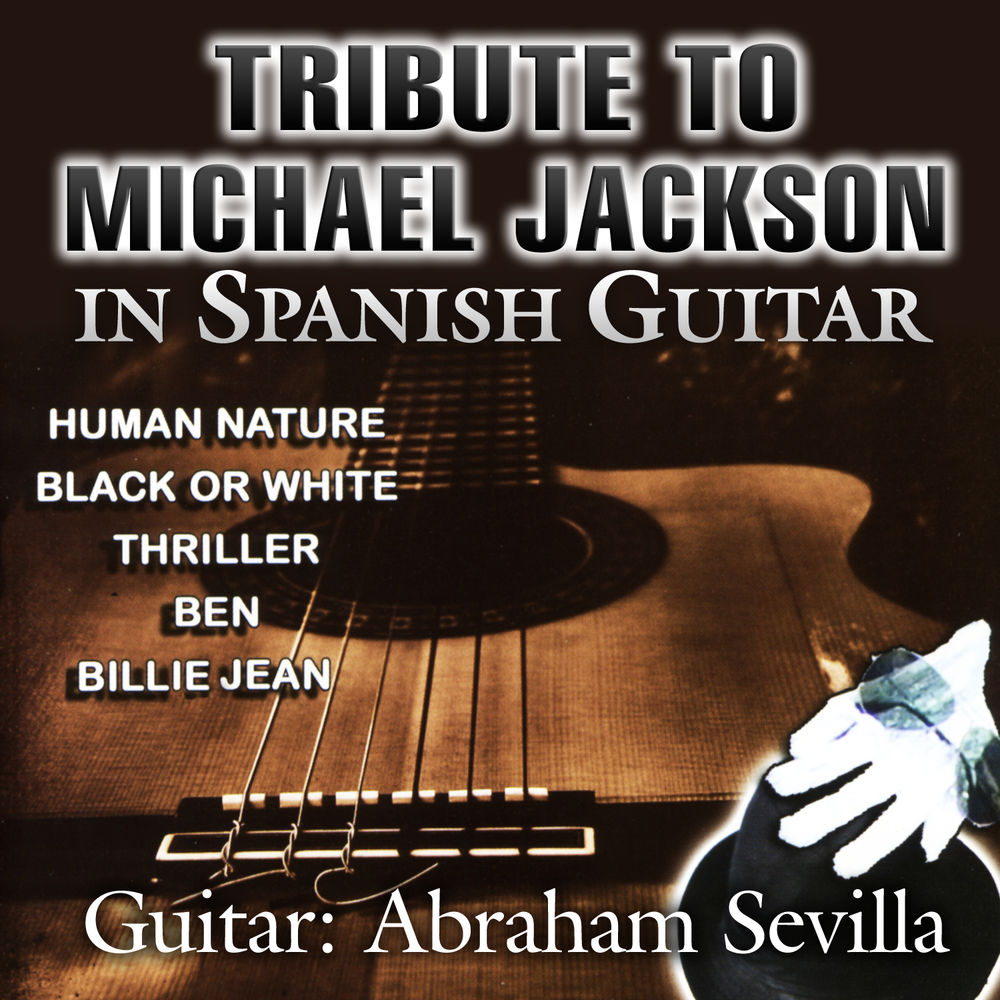 TRIBUTE TO
MICHAEL JACKSON
IN SPANISH GUITAR
HUMAN NATURE
BLACK OR WHITE
THRILLER
BEN
BILLIE JEAN
Guitar: Abraham Sevilla